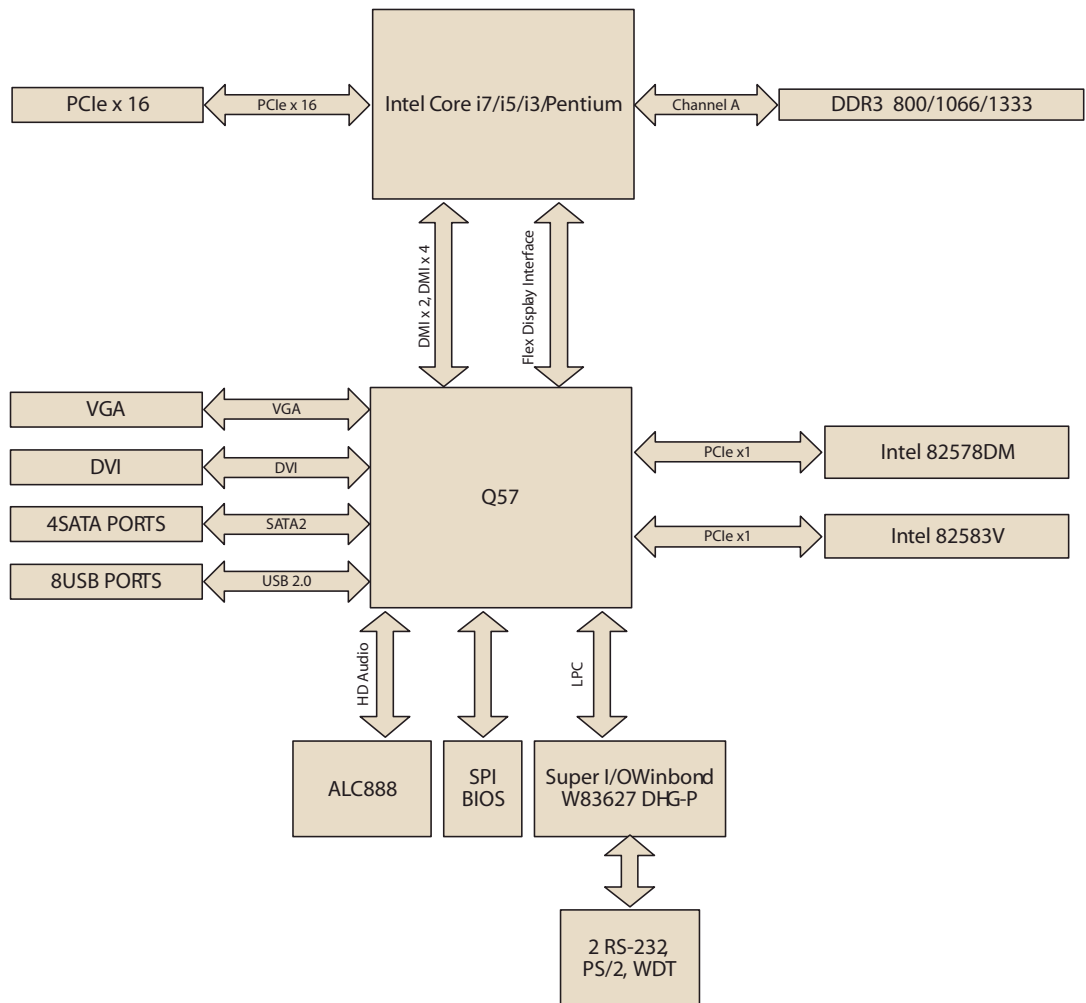 PCIe x 16
PCIe x 16
Intel Core i7/i5/i3/Pentium
Channel A
DDR3 800/1066/1333
DMI x 2, DMI x 4
Flex Display Interface
VGA
VGA
DVI
DVI
4SATA PORTS
SATA2
8USB PORTS
USB 2.0
Q57
PCIe x1
Intel 82578DM
PCIe x1
Intel 82583V
HD Audio
LPC
ALC888
SPI
BIOS
Super I/OWinbond
W83627 DHG-P
2 RS-232,
PS/2, WDT